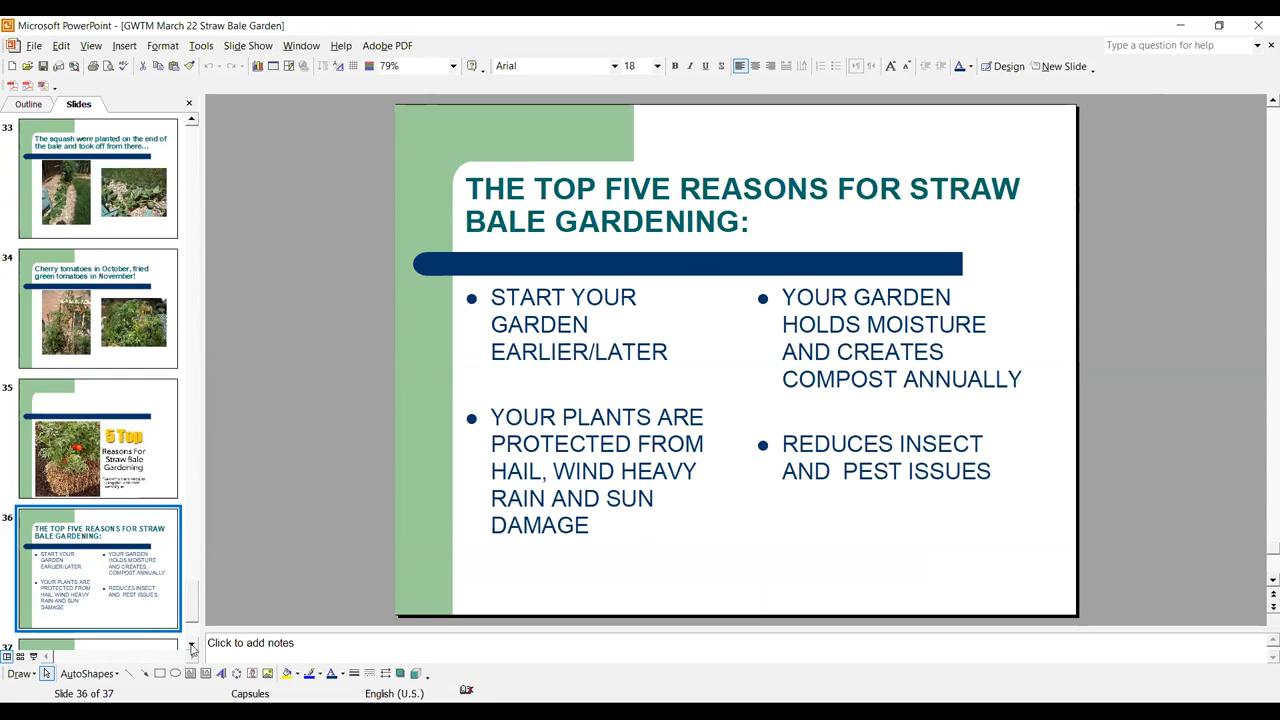 Microsoft PowerPoint - [GWTM March 22 Straw Bale Garden]
File Edit View Insert Format Tools Slide Show Window Help Adobe PDF
Type a question for help
79%
Arial
18
Design
New Slide
Outline
Slides
33
The squash were planted on the end of
the bale and took off from there...
34
Cherry tomatoes in October, fried
green tomatoes in November!
35
5 Top
Reasons For
Straw Bale
Gardening
36
THE TOP FIVE REASONS FOR STRAW
BALE GARDENING:
START YOUR
GARDEN
EARLIER/LATER
YOUR PLANTS ARE
PROTECTED FROM
HAIL, WIND HEAVY
RAIN AND SUN
DAMAGE
YOUR GARDEN
HOLDS MOISTURE
AND CREATES
COMPOST ANNUALLY
REDUCES INSECT
AND PEST ISSUES
37
THE TOP FIVE REASONS FOR STRAW
BALE GARDENING:
START YOUR
GARDEN
EARLIER/LATER
YOUR PLANTS ARE
PROTECTED FROM
HAIL, WIND HEAVY
RAIN AND SUN
DAMAGE
YOUR GARDEN
HOLDS MOISTURE
AND CREATES
COMPOST ANNUALLY
REDUCES INSECT
AND PEST ISSUES
Click to add notes
Draw
AutoShapes
Slide 36 of 37
Capsules
English (U.S.)